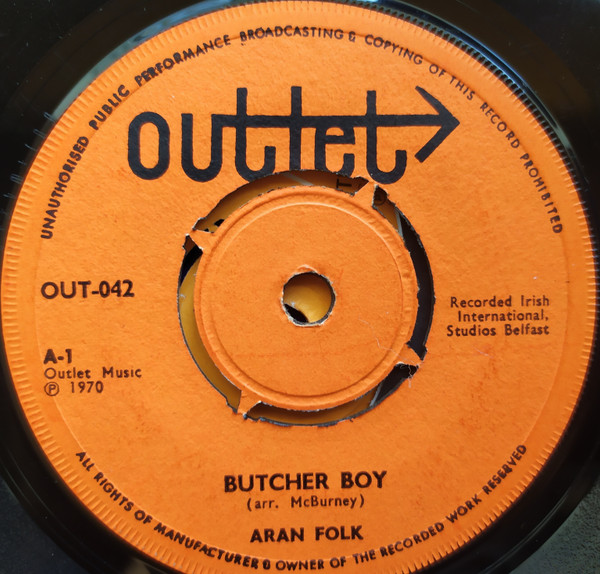 UNAUTHORISED PUBLIC PERFORMANCE BROADCASTING & COPYING OF THIS RECORD PROHIBITED
outlet
OUT-042
Recorded Irish
International,
Studios Belfast
A-1
Outlet Music
Ⓟ 1970
BUTCHER BOY
(arr. McBurney)
ARAN FOLK
ALL RIGHTS OF MANUFACTURER & OWNER OF THE RECORDED WORK RESERVED